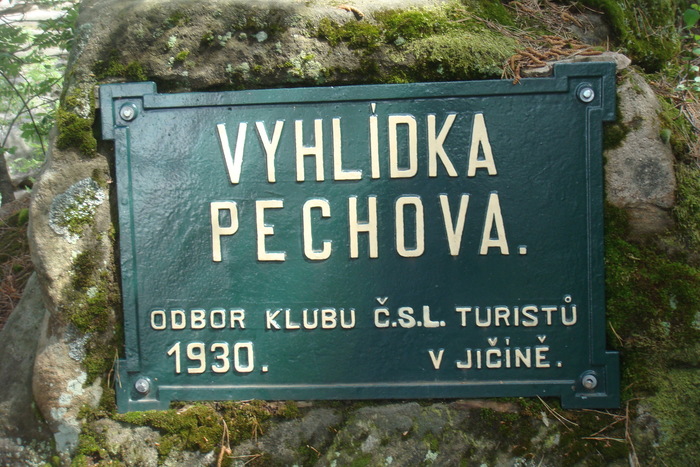 VYHLÍDKA
PECHOVA.
ODBOR KLUBU Č.S.L. TURISTŮ
1930. V JIČÍNĚ.